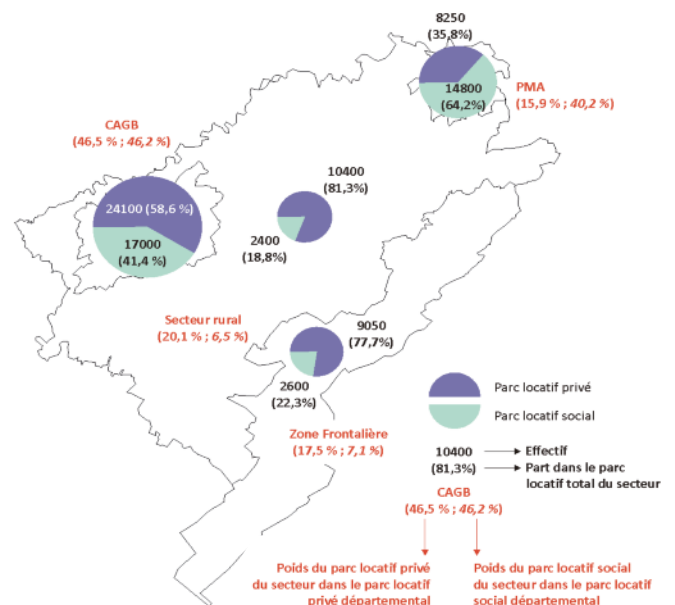 8250
(35,8%)
14800
(64,2%)
PMA
(15,9 % ; 40,2 %)
CAGB
(46,5 % ; 46,2 %)
24100 (58,6 %)
17000
(41,4 %)
10400
(81,3%)
2400
(18,8%)
Secteur rural
(20,1 % ; 6,5 %)
9050
(77,7%)
2600
(22,3%)
Zone Frontalière
(17,5 % ; 7,1 %)
Parc locatif privé
Parc locatif social
10400
Effectif
(81,3%)
Part dans le parc
locatif total du secteur
CAGB
(46,5 % ; 46,2 %)
Poids du parc locatif privé
du secteur dans le parc locatif
privé départemental
Poids du parc locatif social
du secteur dans le parc locatif
social départemental